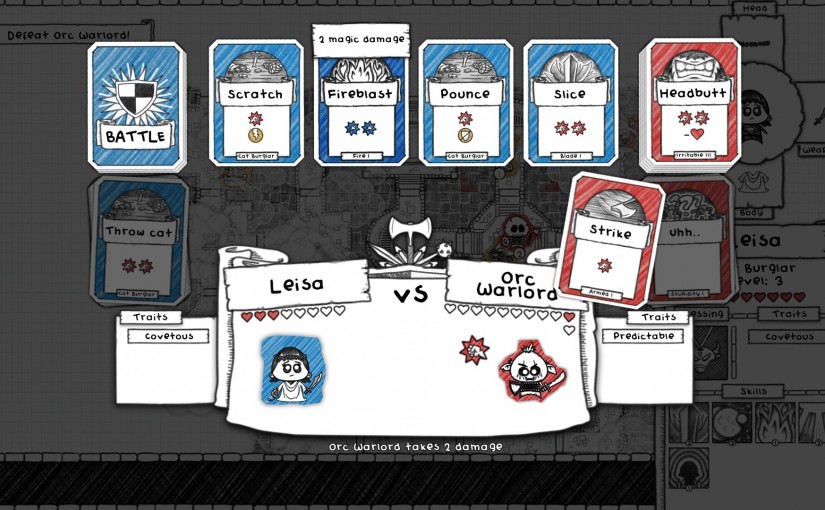 Head
Defeat Orc Warlord!
2 magic damage
Scratch
Fireblast
Pounce
Slice
Headbutt
BATTLE
Cat Burglar
Fire I
Cat Burglar
Blade I
Irritable III
Body
Throw cat
Strike
Uhh..
Leisa
vs
Orc
Warlord
Burglar
Level: 3
Cat Burglar
Armed I
Stupidity I
Traits
Traits
Traits
Covetous
Predictable
Covetous
Skills
Orc Warlord takes 2 damage